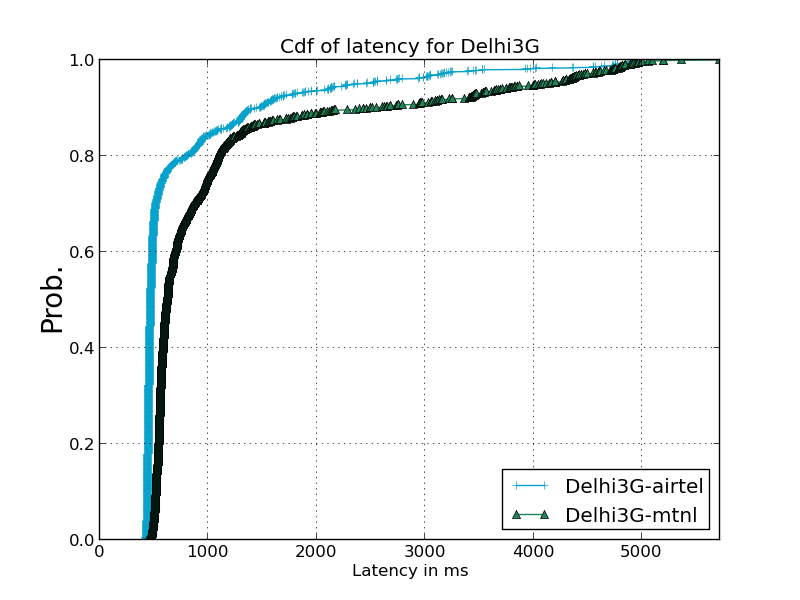 Cdf of latency for Delhi3G
Prob.
1.0
0.8
0.6
0.4
0.2
0.0
0 1000 2000 3000 4000 5000
Latency in ms
Delhi3G-airtel
Delhi3G-mtnl